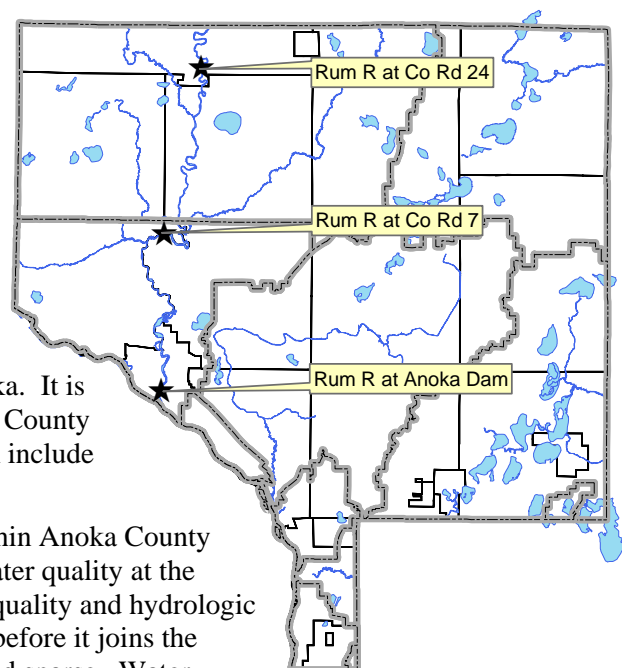 Rum R at Co Rd 24
Rum R at Co Rd 7
Rum R at Anoka Dam
ka. It is
County
include
hin Anoka County
ater quality at the
quality and hydrologic
before it joins the